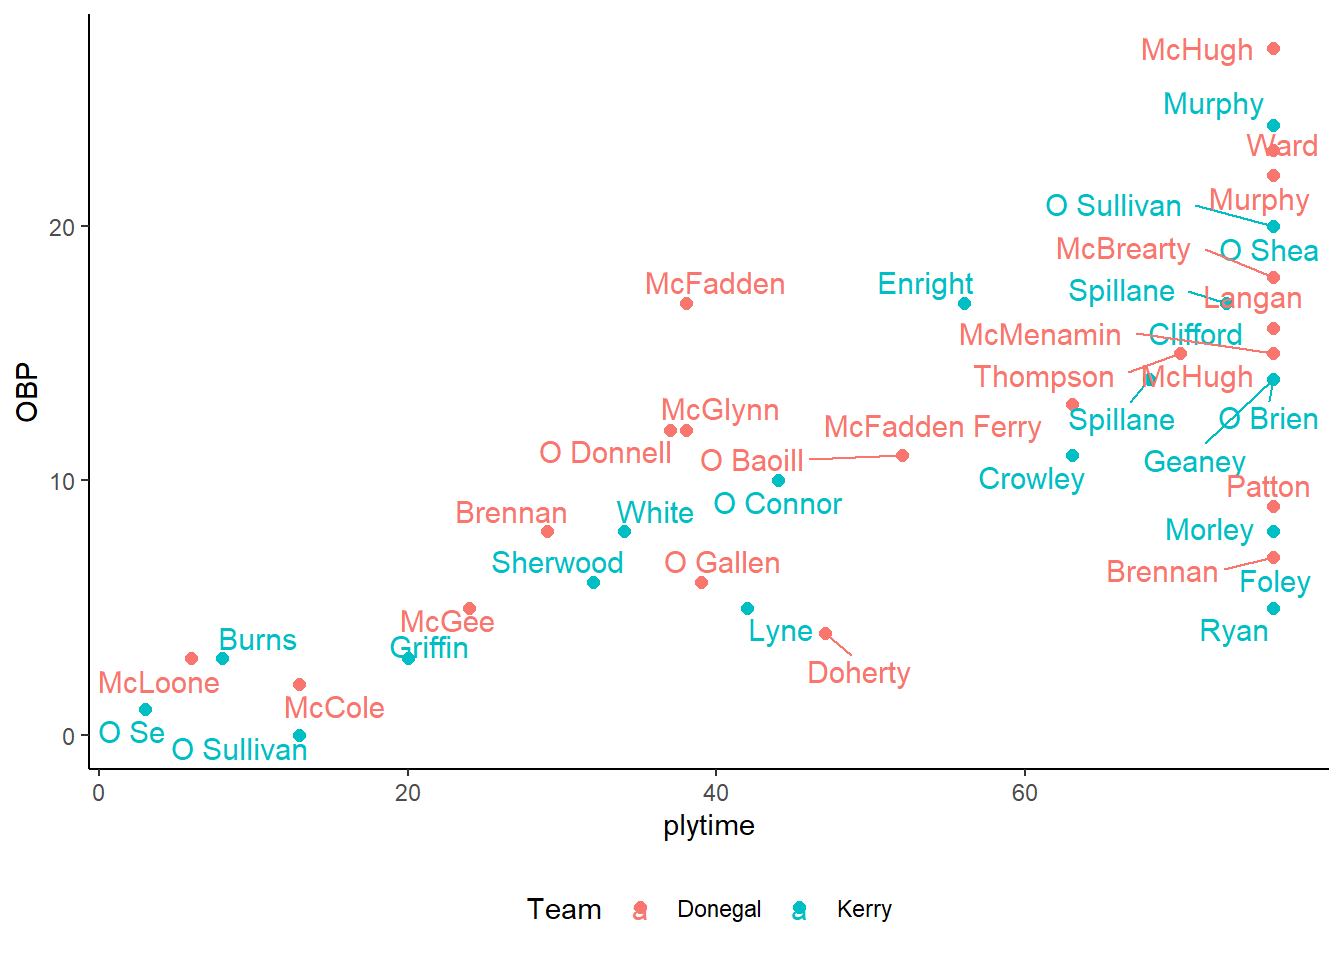 McHugh
Murphy
Ward
Murphy
O Sullivan
20
O Shea
McBrearty
McFadden
Enright
Spillane
Langan
McMenamin
Clifford
Thompson
McHugh
OBP
McGlynn
McFadden Ferry
Spillane
O Brien
O Donnell
O Baoill
Geaney
Crowley
10
Patton
O Connor
Brennan
White
Morley
Sherwood
O Gallen
Brennan
Foley
McGee
Lyne
Ryan
Burns
Griffin
Doherty
McLoone
McCole
0
O Se
O Sullivan
0 20 40 60
plytime
Team a Donegal a Kerry